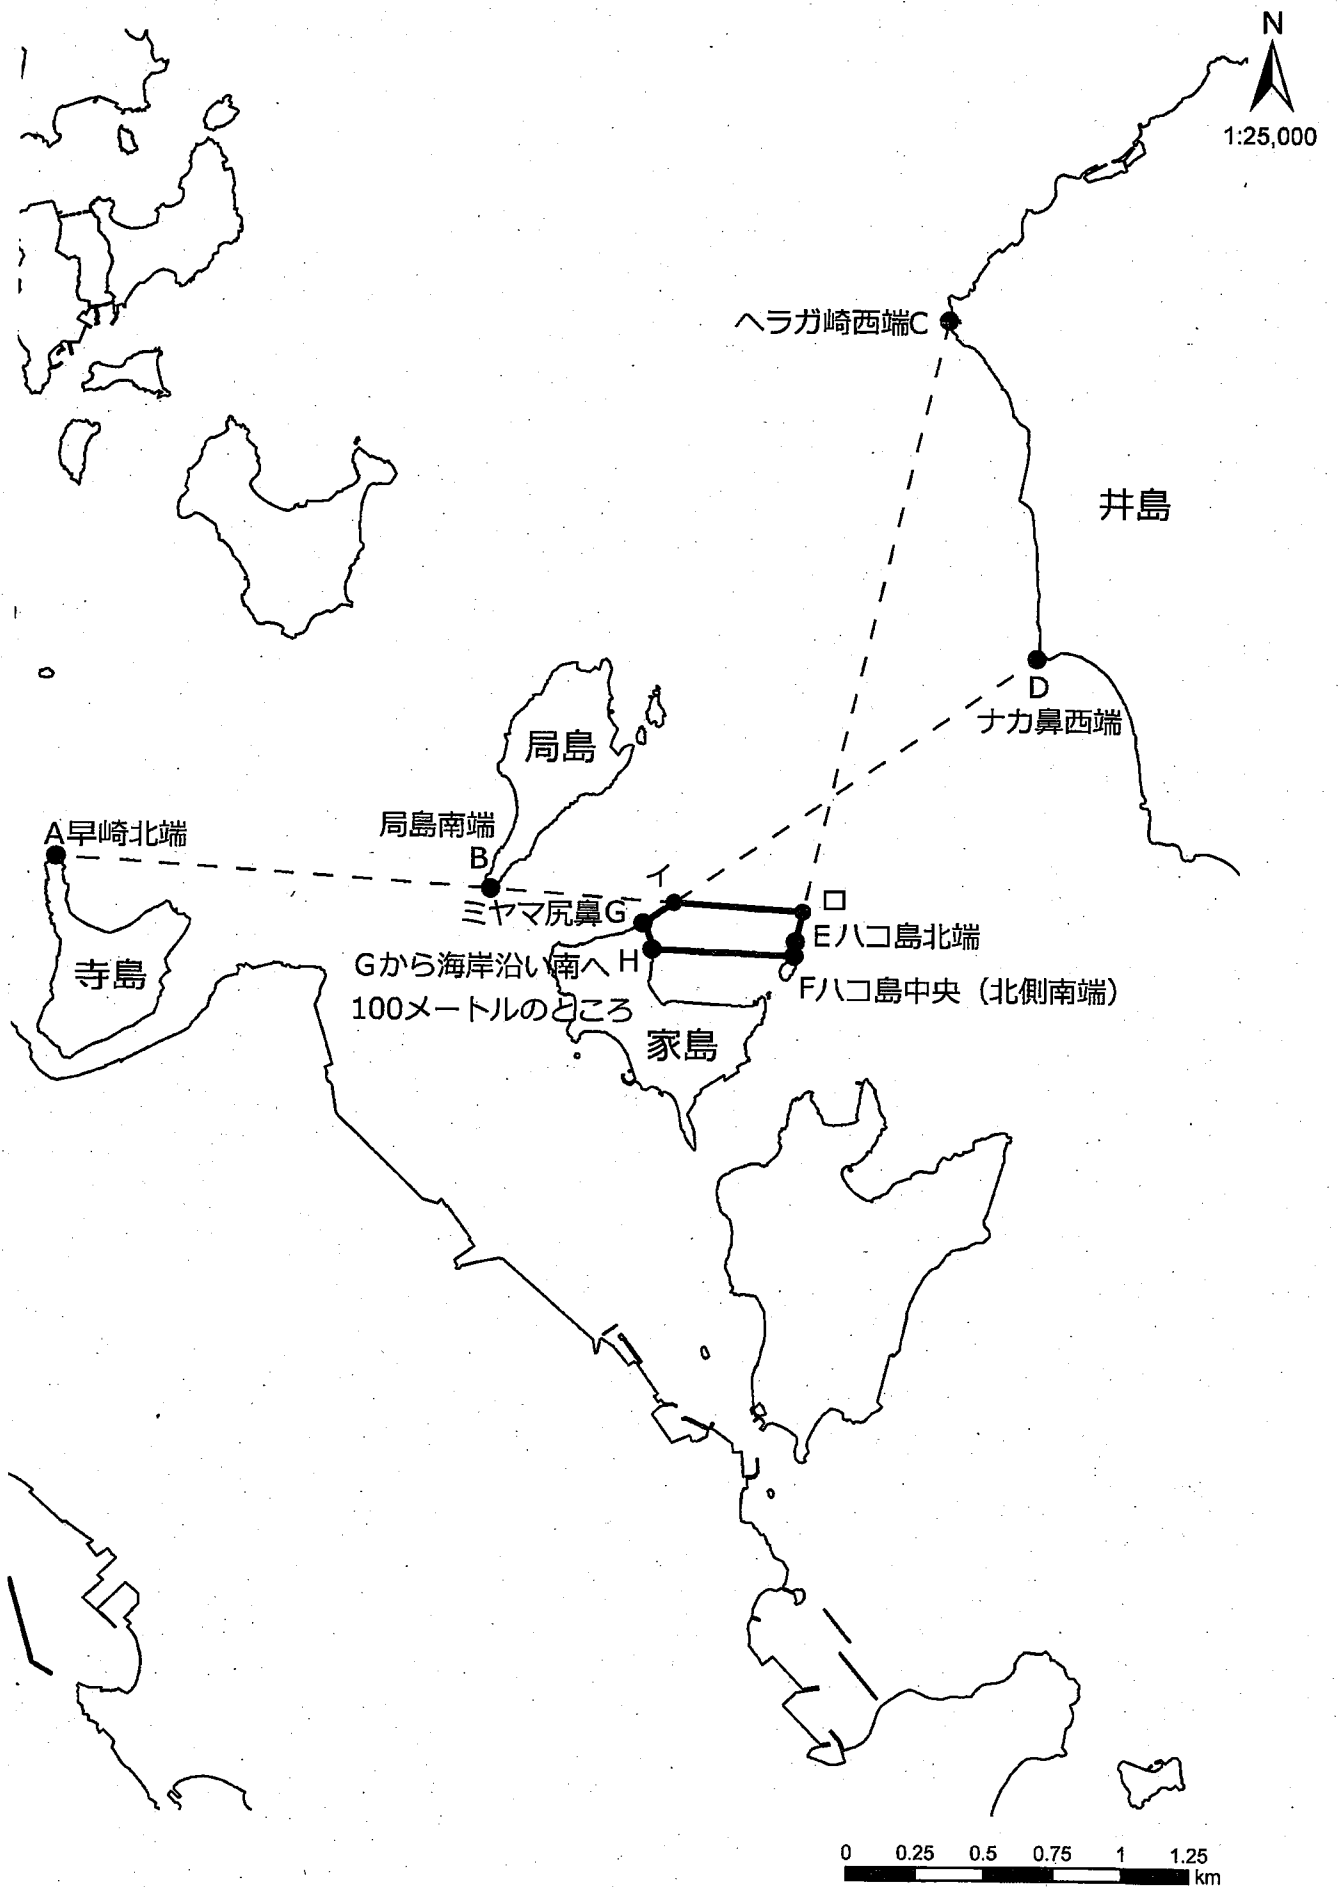 N
1:25,000
ヘラガ崎西端C
井島
D
ナカ鼻西端
局島
局島南端
B
A早崎北端
イ
ロ
ミヤマ尻鼻G
Eハコ島北端
Gから海岸沿い南へ H
100メートルのところ
Fハコ島中央（北側南端）
寺島
家島
0 0.25 0.5 0.75 1 1.25
km